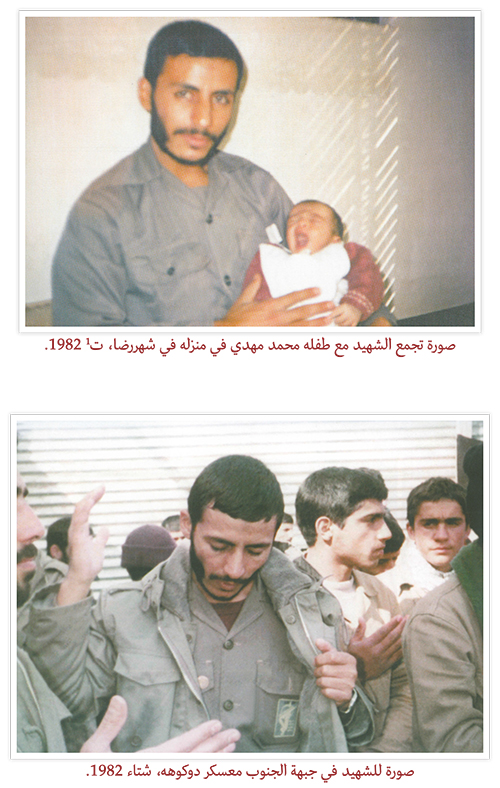 صورة تجمع الشهيد مع طفله محمد مهدي في منزله في شهررضا، ت¹ 1982.
صورة للشهيد في جبهة الجنوب معسكر دوكوهه، شتاء 1982.